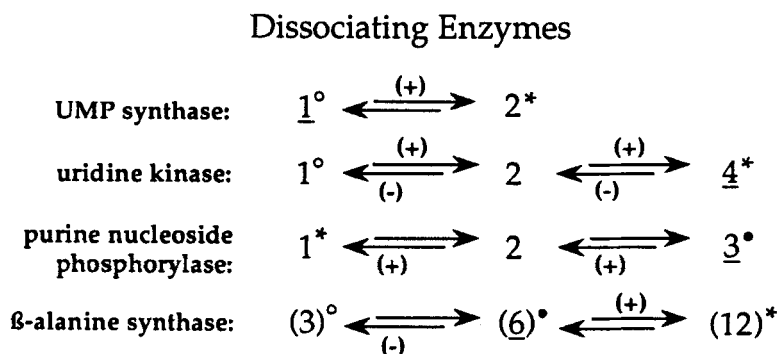 Dissociating Enzymes
(+)
UMP synthase: 1° 2*
(+) (+)
uridine kinase: 1° 2 4*
(-) (-)
purine nucleoside
phosphorylase: 1* 2 3•
(+) (+)
(+)
ß-alanine synthase: (3)° (6)• (12)*
(-)